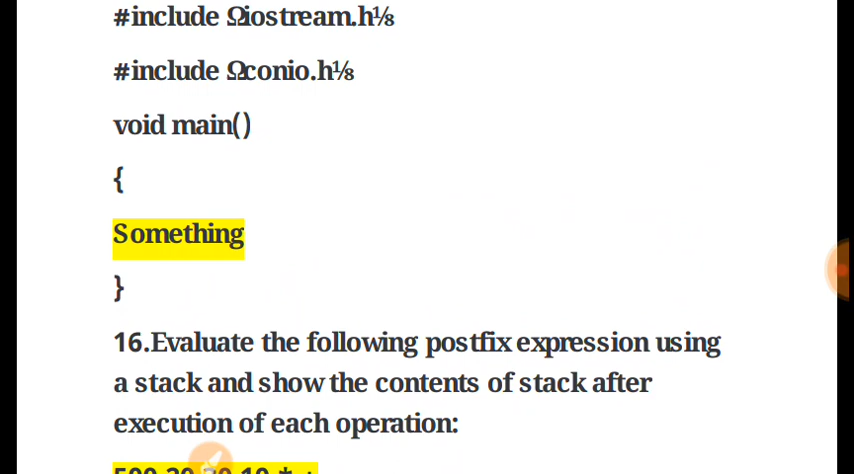 #include Ωiostream.h⅛
#include Ωconio.h⅛
void main()
{
Something
}
16.Evaluate the following postfix expression using
a stack and show the contents of stack after
execution of each operation: